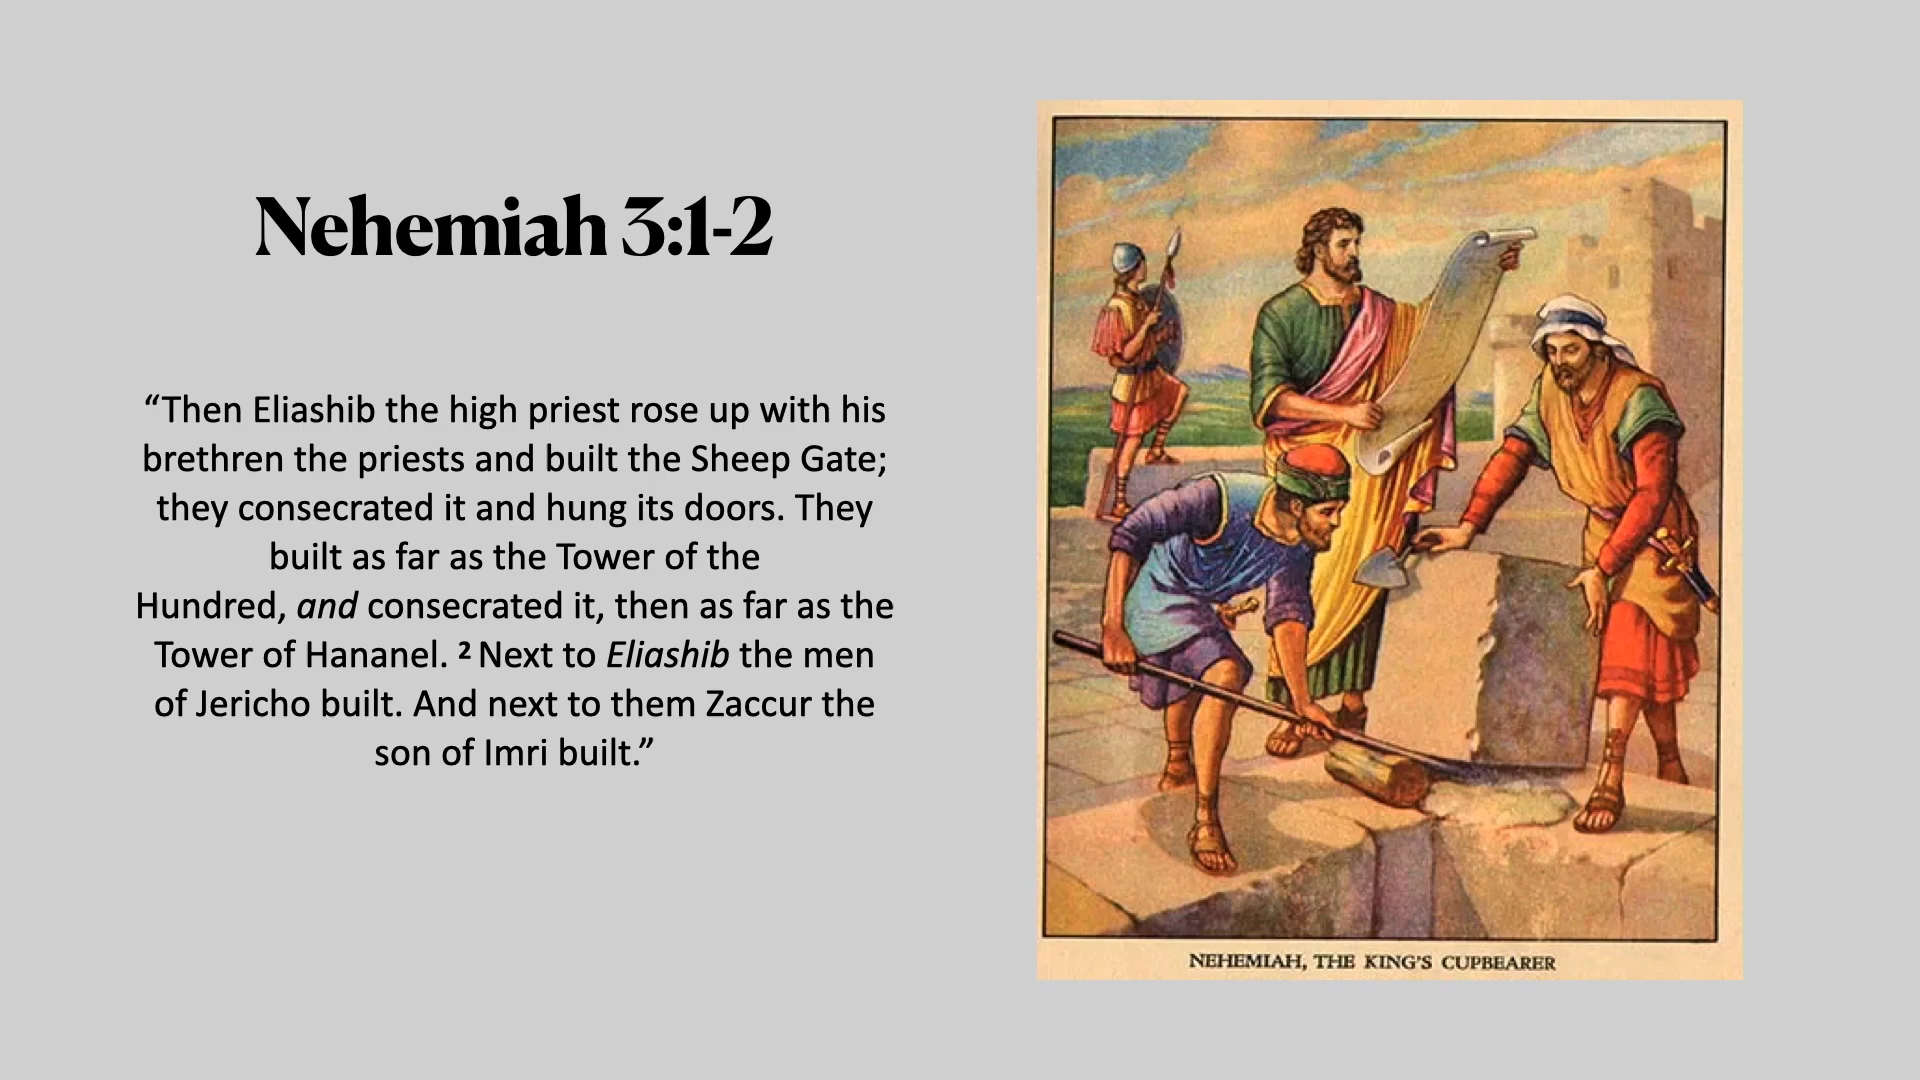 Nehemiah 3:1-2
“Then Eliashib the high priest rose up with his
brethren the priests and built the Sheep Gate;
they consecrated it and hung its doors. They
built as far as the Tower of the
Hundred, and consecrated it, then as far as the
Tower of Hananel. ² Next to Eliashib the men
of Jericho built. And next to them Zaccur the
son of Imri built.”
NEHEMIAH, THE KING'S CUPBEARER